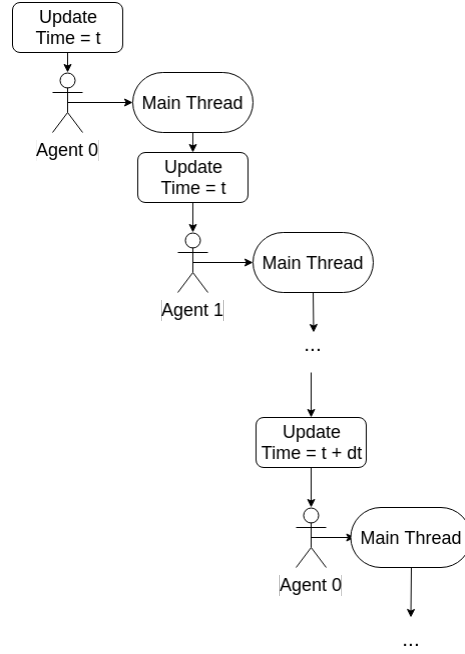 Update
Time = t
Main Thread
Agent 0
Update
Time = t
Main Thread
Agent 1
...
Update
Time = t + dt
Main Thread
Agent 0
...